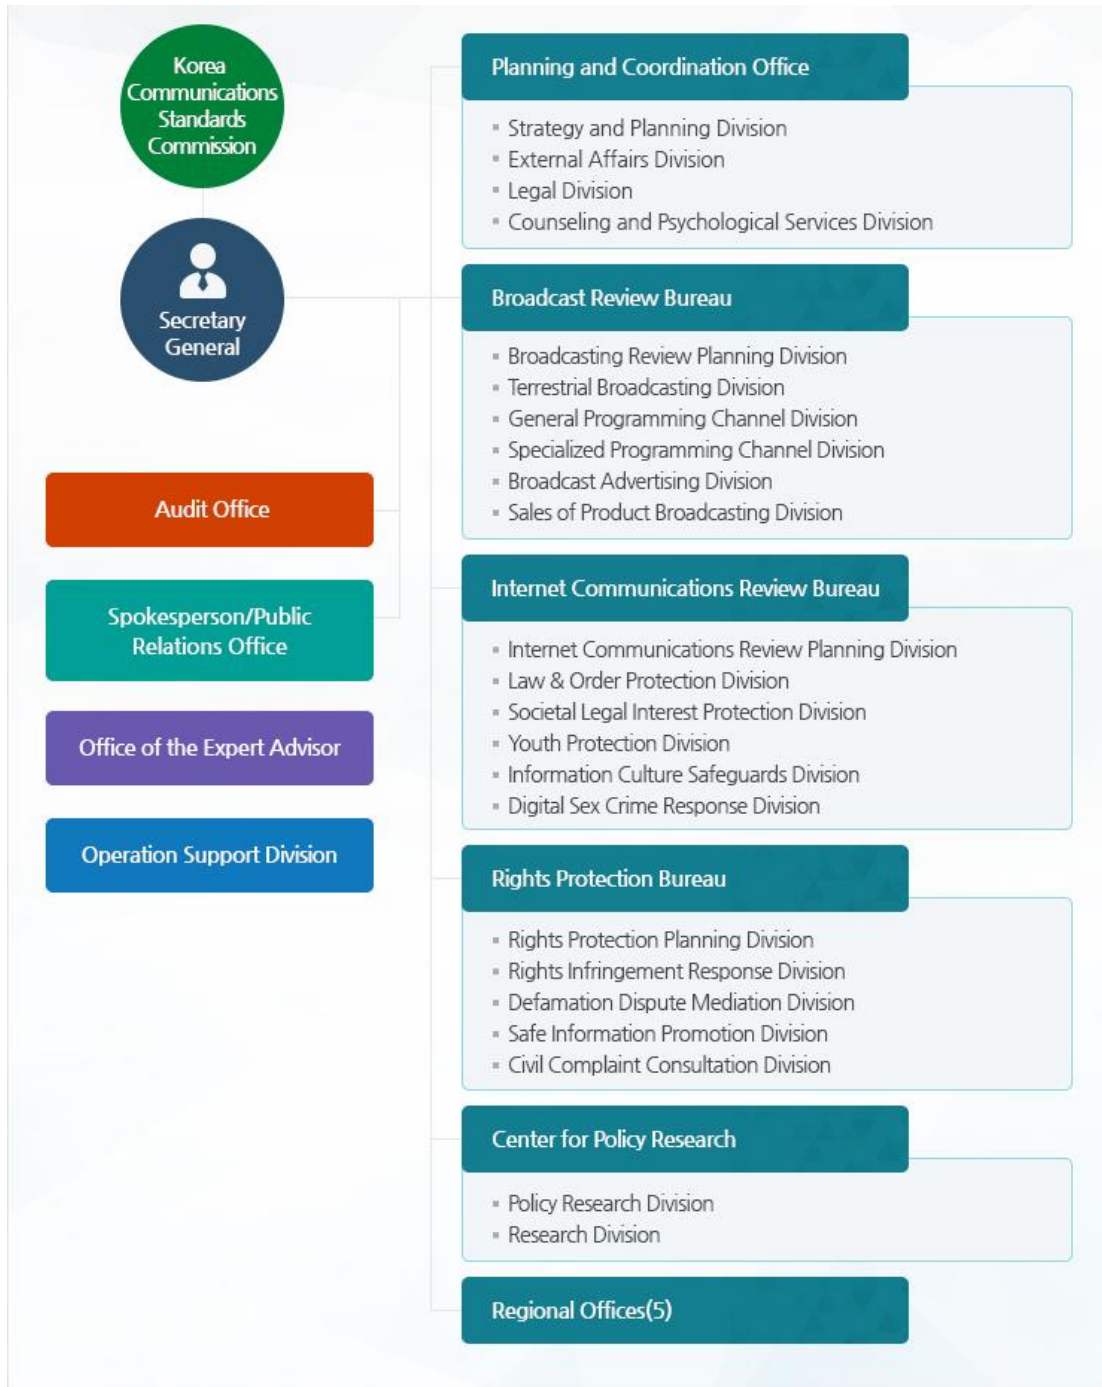 Korea
Communications
Standards
Commission
Secretary
General
Audit Office
Spokesperson/Public
Relations Office
Office of the Expert Advisor
Operation Support Division
Planning and Coordination Office
Strategy and Planning Division
External Affairs Division
Legal Division
Counseling and Psychological Services Division
Broadcast Review Bureau
Broadcasting Review Planning Division
Terrestrial Broadcasting Division
General Programming Channel Division
Specialized Programming Channel Division
Broadcast Advertising Division
Sales of Product Broadcasting Division
Internet Communications Review Bureau
Internet Communications Review Planning Division
Law & Order Protection Division
Societal Legal Interest Protection Division
Youth Protection Division
Information Culture Safeguards Division
Digital Sex Crime Response Division
Rights Protection Bureau
Rights Protection Planning Division
Rights Infringement Response Division
Defamation Dispute Mediation Division
Safe Information Promotion Division
Civil Complaint Consultation Division
Center for Policy Research
Policy Research Division
Research Division
Regional Offices(5)